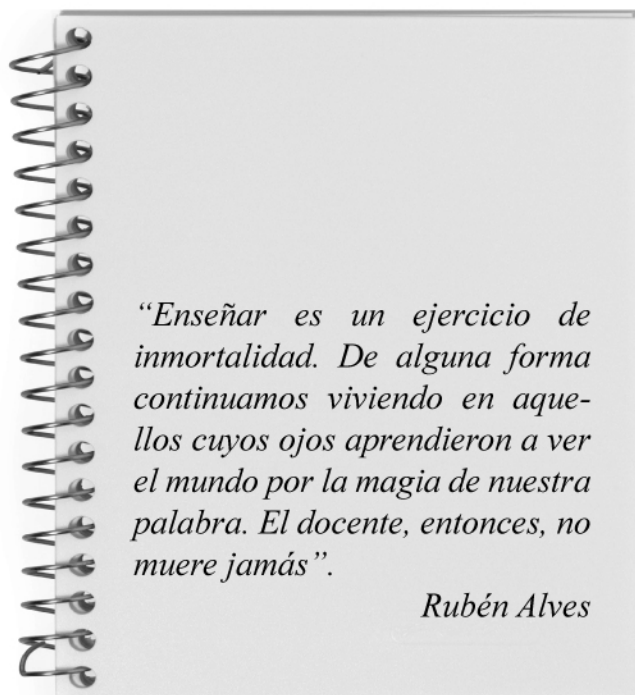 “Enseñar es un ejercicio de
inmortalidad. De alguna forma
continuamos viviendo en aque-
llos cuyos ojos aprendieron a ver
el mundo por la magia de nuestra
palabra. El docente, entonces, no
muere jamás”.
Rubén Alves